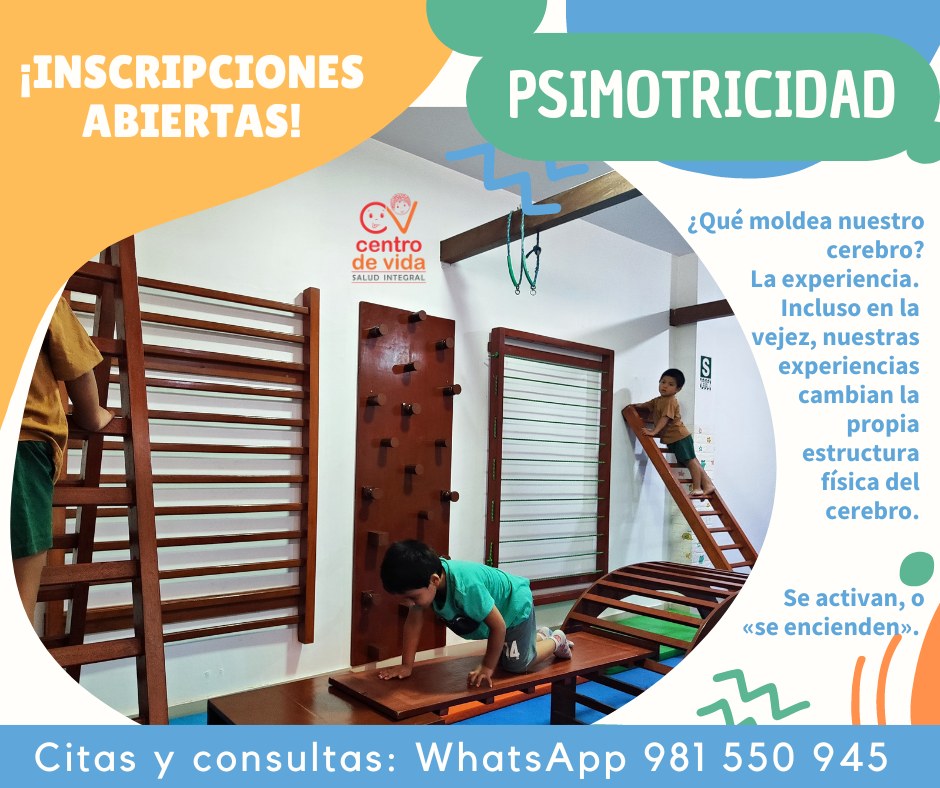 ¡INSCRIPCIONES
ABIERTAS!
PSIMOTRICIDAD
CV
centro
de vida
SALUD INTEGRAL
¿Qué moldea nuestro
cerebro?
La experiencia.
Incluso en la
vejez, nuestras
experiencias
cambian la
propia
estructura
física del
cerebro.
S
Se activan, o
«se encienden».
Citas y consultas: WhatsApp 981 550 945